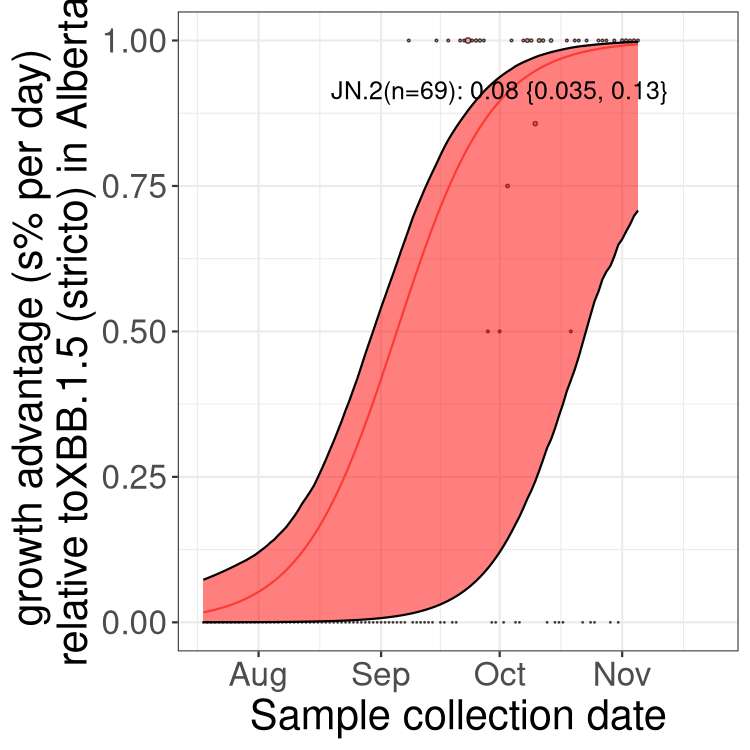 growth advantage (s% per day)
relative toXBB.1.5 (stricto) in Alberta
1.00
0.75
0.50
0.25
0.00
JN.2(n=69): 0.08 {0.035, 0.13}
Aug Sep Oct Nov
Sample collection date